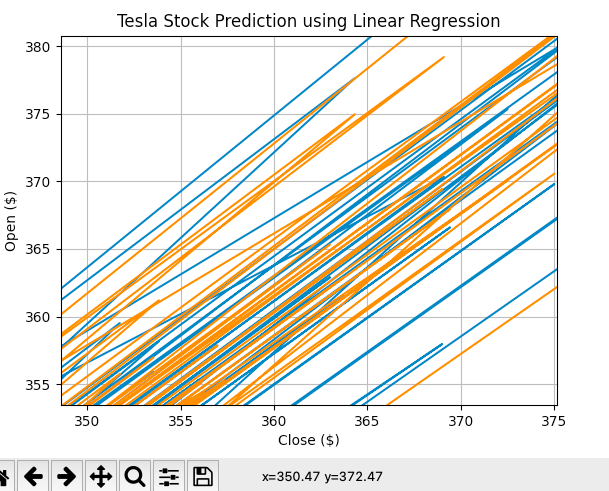 Tesla Stock Prediction using Linear Regression
380
375
370
365
360
355
Open ($)
350 355 360 365 370 375
Close ($)
x=350.47 y=372.47